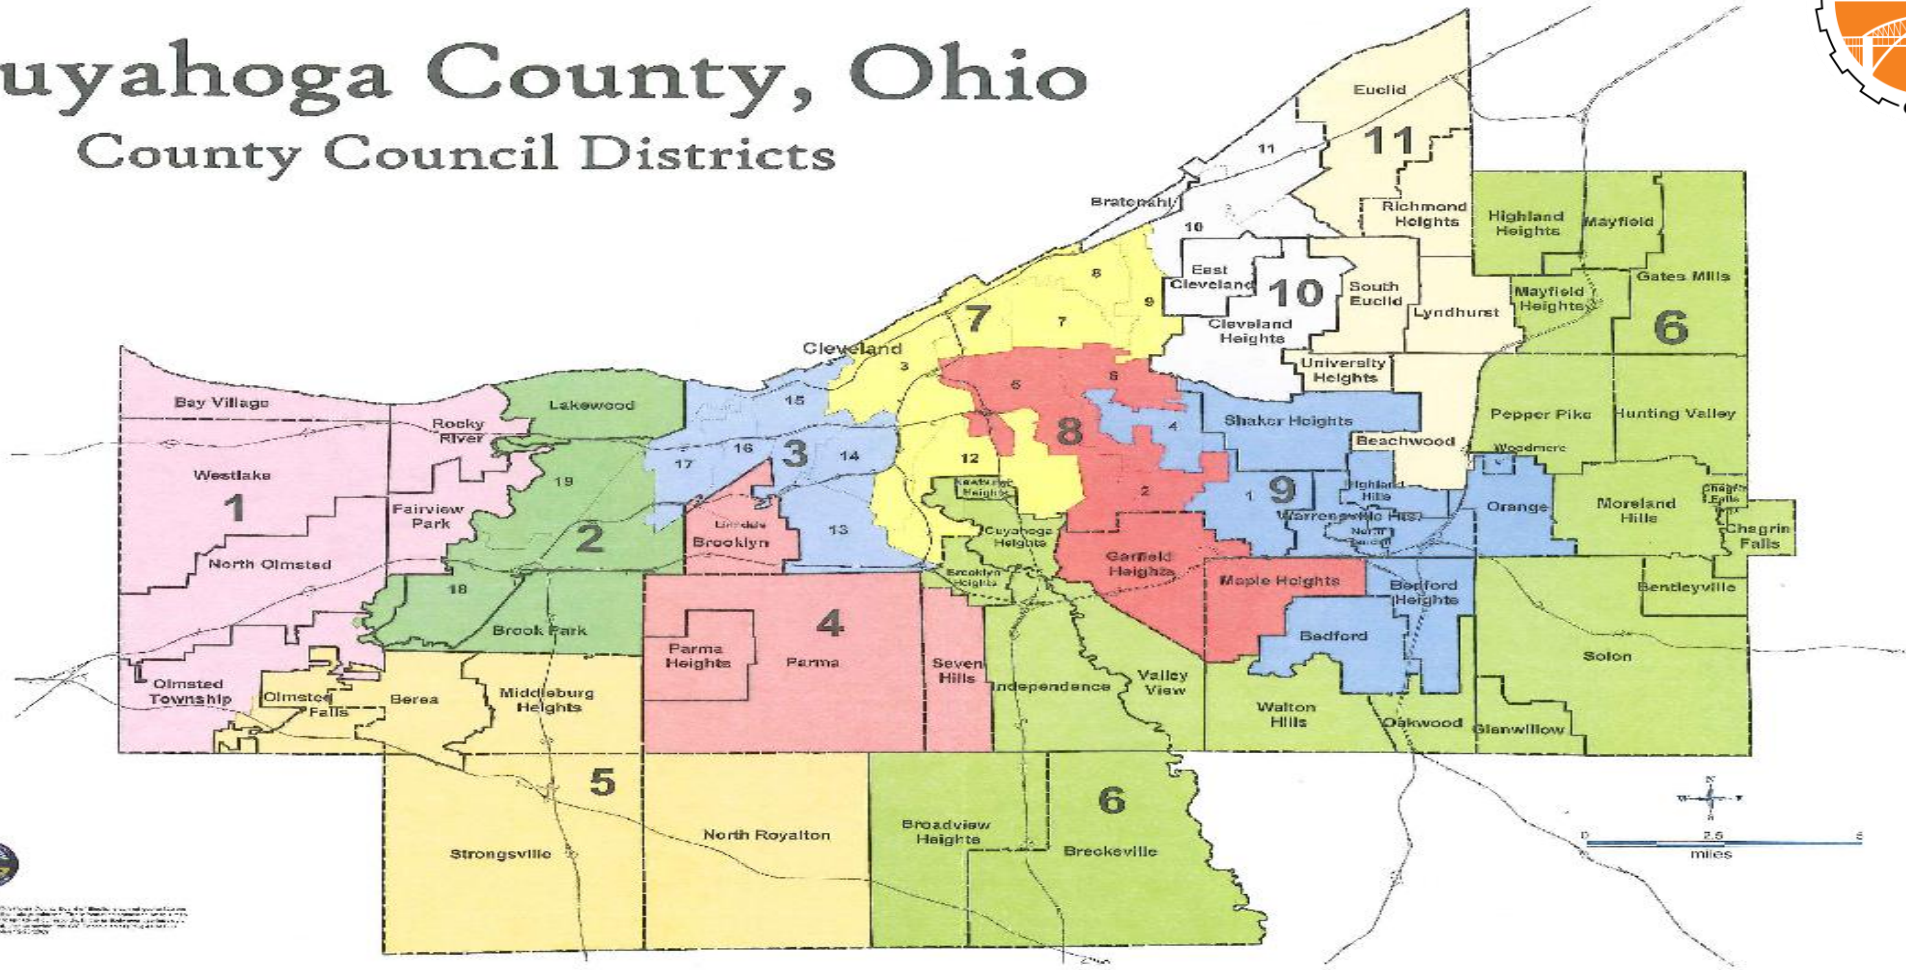 uyahoga County, Ohio
County Council Districts
Euclid
11
11
Bratenahl
Richmond
Heights
Highland
Heights
Mayfield
10
8
East
Cleveland
10
South
Euclid
Gates Mills
9
Mayfield
Heights
Lyndhurst
7
7
Cleveland
Heights
6
Cleveland
3
University
Heights
6
6
Bay Village
Lakewood
15
Rocky
River
Shaker Heights
Pepper Pike
Hunting Valley
8
4
Beachwood
16
3
14
Woodmere
17
12
Westlake
19
1
Newburgh
Heights
2
1
9
Highland
Hills
Orange
Moreland
Hills
Chagrin
Falls
Fairview
Park
Linndale
Brooklyn
13
Cuyahoga
Heights
Warrensville Hts.
North
Chagrin
Falls
2
North Olmsted
Garfield
Heights
Brooklyn
Heights
Maple Heights
Bedford
Heights
Bentleyville
18
Brook Park
4
Bedford
Parma
Heights
Parma
Seven
Hills
Solon
Olmsted
Township
Independence
Valley
View
Olmsted
Falls
Berea
Middleburg
Heights
Walton
Hills
Oakwood
Glenwillow
5
6
North Royalton
Broadview
Heights
Strongsville
Brecksville
N
W
0
2.5
5
miles